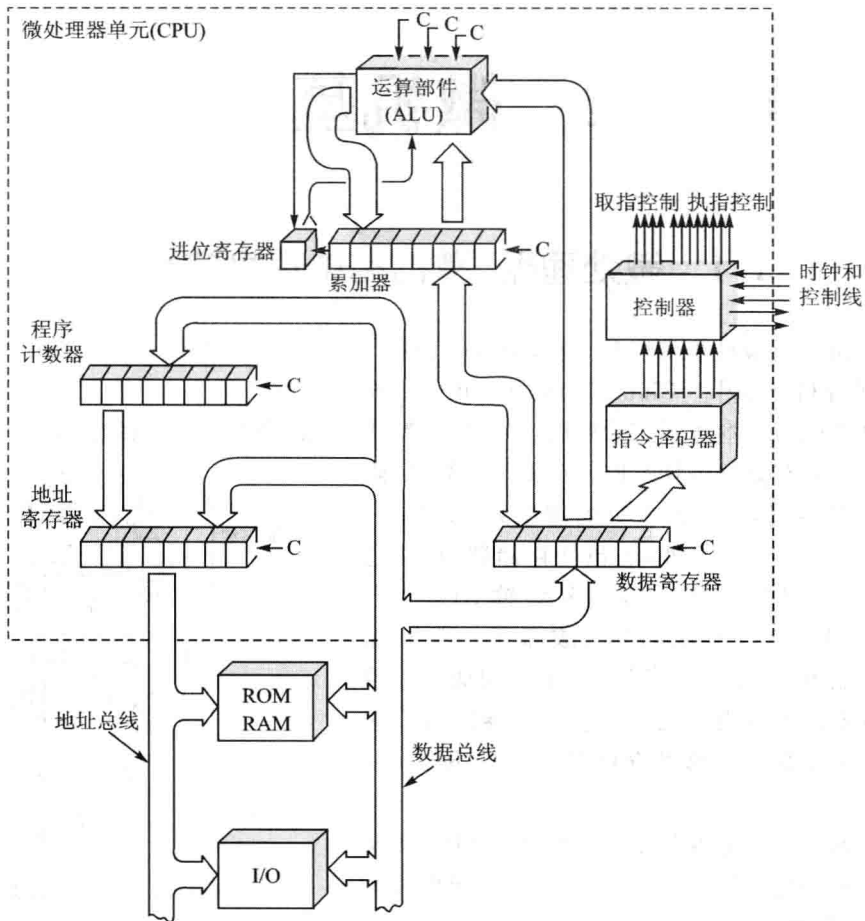 微处理器单元(CPU)
C
C
C
运算部件
(ALU)
取指控制 执指控制
进位寄存器
C
累加器
时钟和
控制线
控制器
程序
计数器
C
指令译码器
地址
寄存器
C
C
数据寄存器
ROM
RAM
地址总线
数据总线
I/O